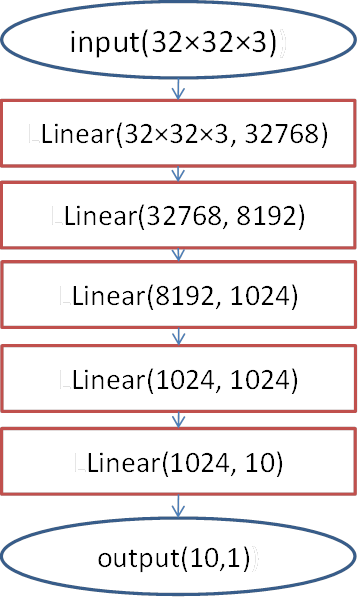 input(32×32×3)
Linear(32×32×3, 32768)
Linear(32768, 8192)
Linear(8192, 1024)
Linear(1024, 1024)
Linear(1024, 10)
output(10,1)